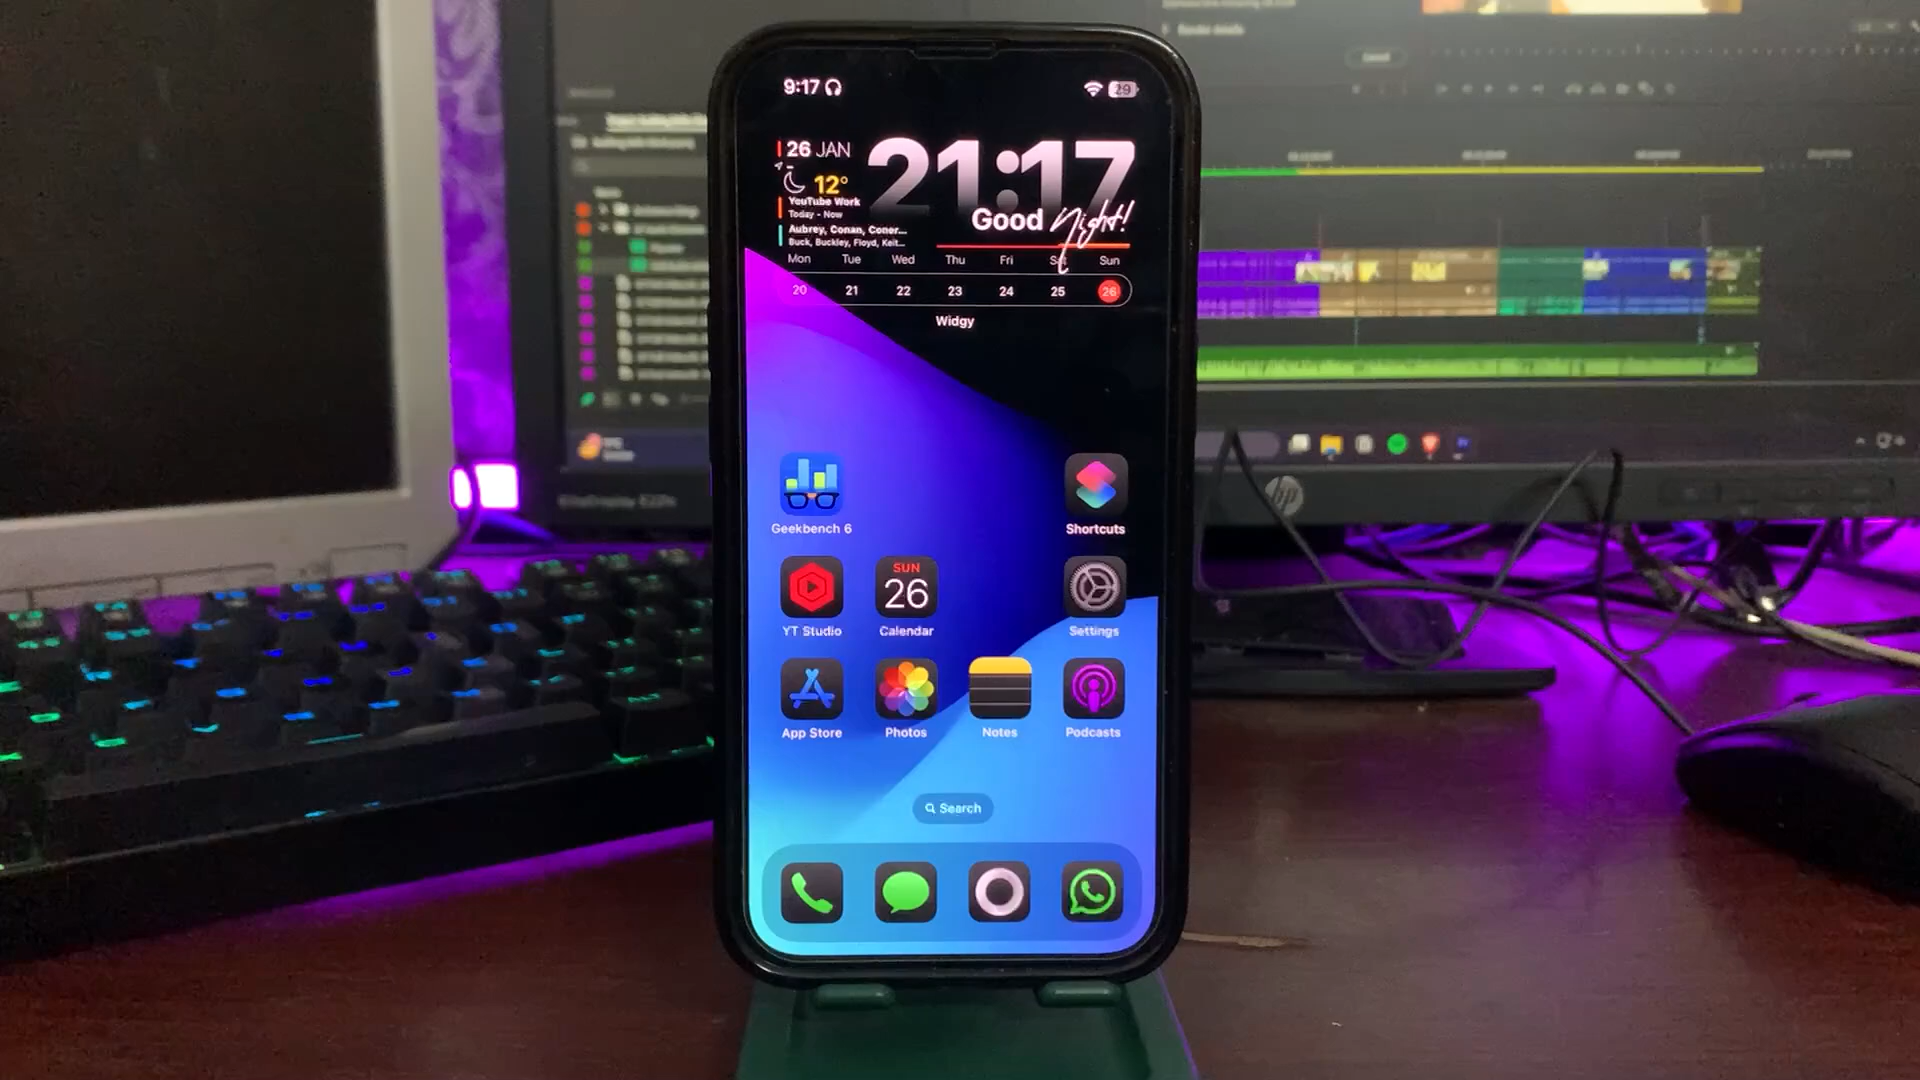 9:17
29
26 JAN
21:17
12°
YouTube Work
Today - Now
Good Night!
Aubrey, Conan, Coner...
Buck, Buckley, Floyd, Keit...
Mon Tue Wed Thu Fri Sat Sun
20 21 22 23 24 25 26
Widgy
Geekbench 6
Shortcuts
SUN
26
YT Studio
Calendar
Settings
App Store
Photos
Notes
Podcasts
Search
hp